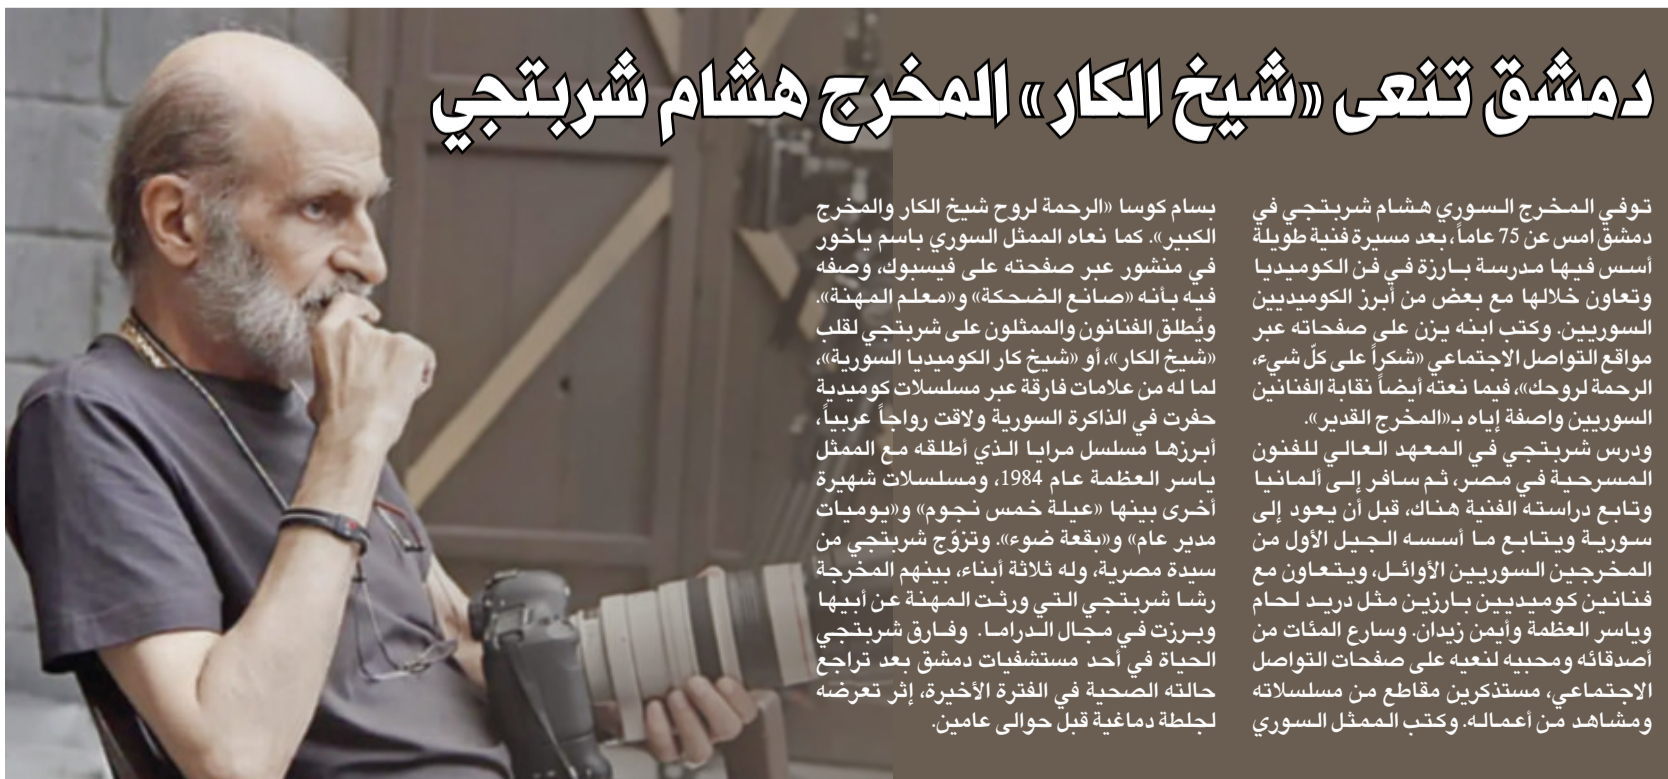 دمشق تنعى «شيخ الكار» المخرج هشام شربتجي
توفي المخرج السوري هشام شربتجي في
دمشق امس عن 75 عاماً، بعد مسيرة فنية طويلة
أسس فيها مدرسة بارزة في فن الكوميديا
وتعاون خلالها مع بعض من أبرز الكوميديين
السوريين. وكتب ابنه يزن على صفحاته عبر
مواقع التواصل الاجتماعي «شكراً على كلّ شيء،
الرحمة لروحك»، فيما نعته أيضاً نقابة الفنانين
السوريين واصفة إياه بـ«المخرج القدير».
ودرس شربتجي في المعهد العالي للفنون
المسرحية في مصر، ثم سافر إلى ألمانيا
وتابع دراسته الفنية هناك، قبل أن يعود إلى
سورية ويتابع ما أسسه الجيل الأول من
المخرجين السوريين الأوائل، ويتعاون مع
فنانين كوميديين بارزين مثل دريد لحام
وياسر العظمة وأيمن زيدان. وسارع المئات من
أصدقائه ومحبيه لنعيه على صفحات التواصل
الاجتماعي، مستذكرين مقاطع من مسلسلاته
ومشاهد من أعماله. وكتب الممثل السوري
بسام كوسا «الرحمة لروح شيخ الكار والمخرج
الكبير». كما نعاه الممثل السوري باسم ياخور
في منشور عبر صفحته على فيسبوك، وصفه
فيه بأنه «صانع الضحكة» و«معلم المهنة».
ويُطلق الفنانون والممثلون على شربتجي لقلب
«شيخ الكار»، أو «شيخ كار الكوميديا السورية»،
لما له من علامات فارقة عبر مسلسلات كوميدية
حفرت في الذاكرة السورية ولاقت رواجاً عربياً،
أبرزها مسلسل مرايا الذي أطلقه مع الممثل
ياسر العظمة عام 1984، ومسلسلات شهيرة
أخرى بينها «عيلة خمس نجوم» و«يوميات
مدير عام» و«بقعة ضوء». وتزوّج شربتجي من
سيدة مصرية، وله ثلاثة أبناء، بينهم المخرجة
رشا شربتجي التي ورثت المهنة عن أبيها
وبرزت في مجال الدراما. وفارق شربتجي
الحياة في أحد مستشفيات دمشق بعد تراجع
حالته الصحية في الفترة الأخيرة، إثر تعرضه
لجلطة دماغية قبل حوالى عامين.